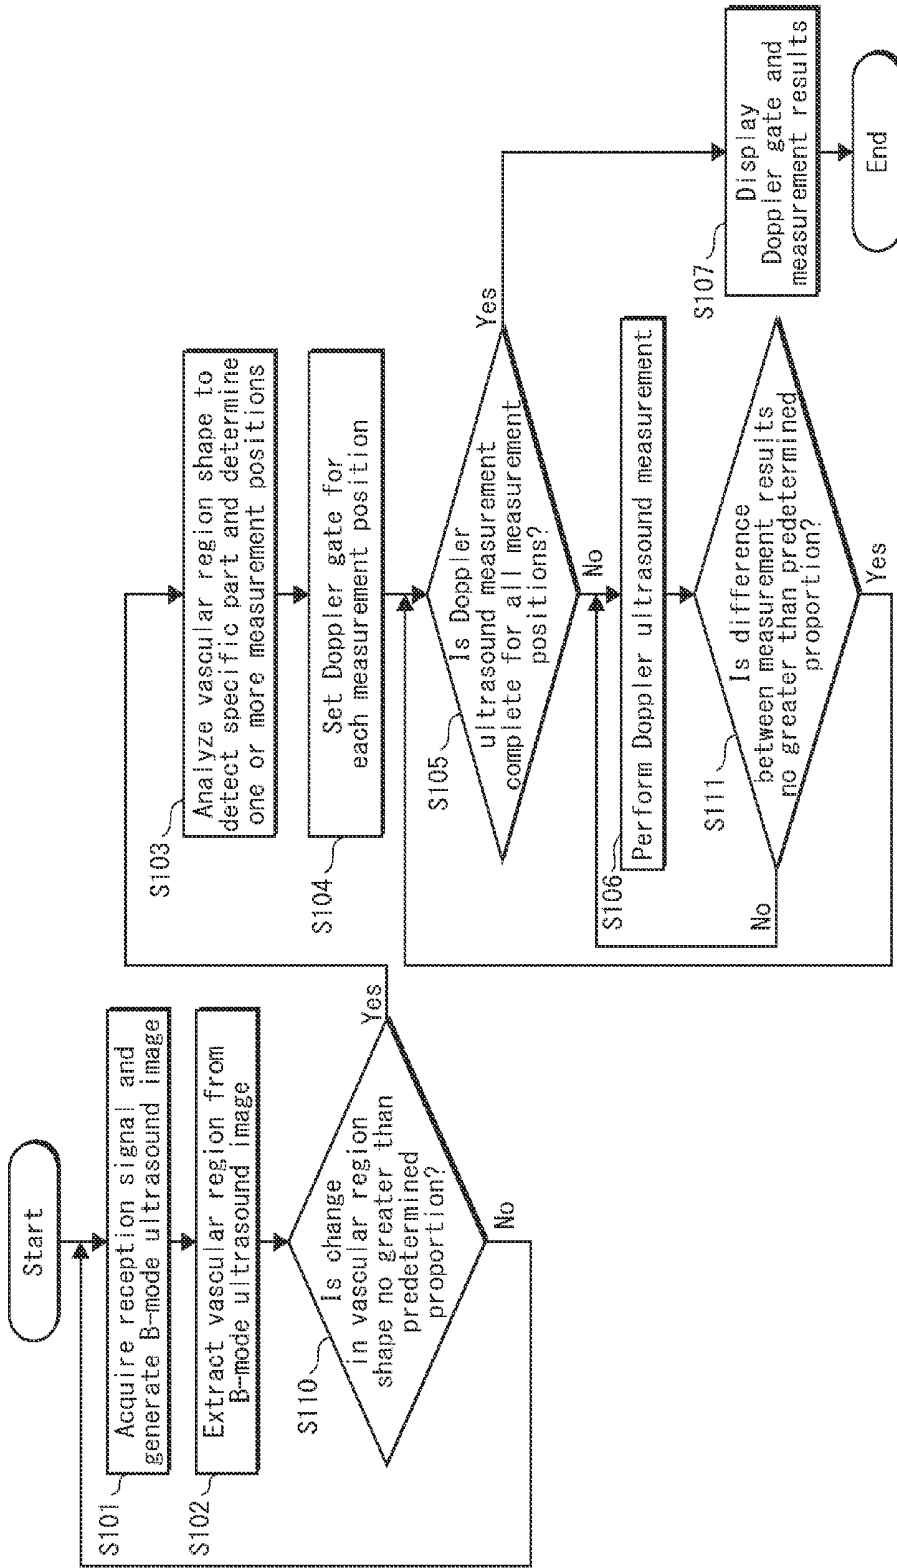 Start
S101
Acquire reception signal and
generate B-mode ultrasound image
S102
Extract vascular region from
B-mode ultrasound image
S110
Is change
in vascular region
shape no greater than
predetermined
proportion?
Yes
No
S103
Analyze vascular region shape to
detect specific part and determine
one or more measurement positions
S104
Set Doppler gate for
each measurement position
S105
Is Doppler
ultrasound measurement
complete for all measurement
positions?
Yes
No
S106
Perform Doppler ultrasound measurement
S111
Is difference
between measurement results
no greater than predetermined
proportion?
No
Yes
S107
Display
Doppler gate and
measurement results
End